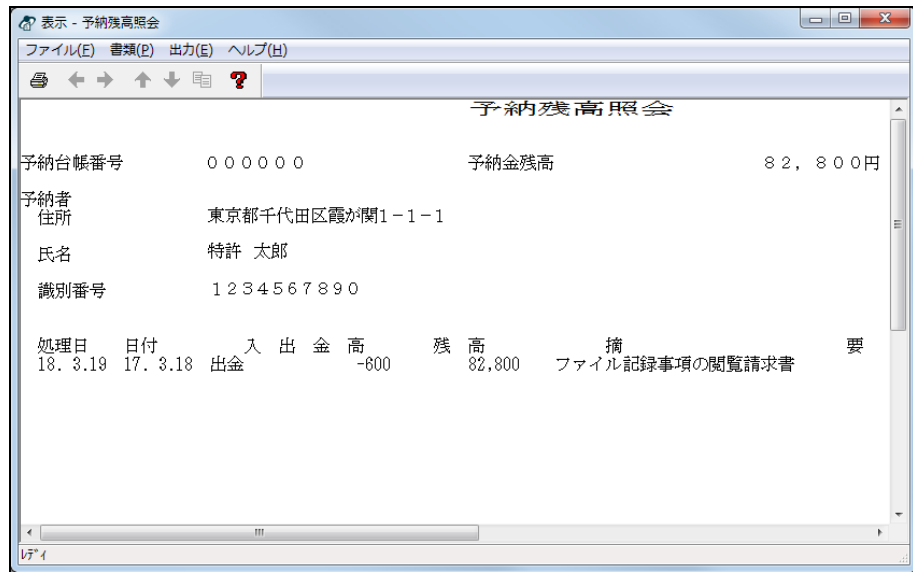 表示 - 予納残高照会
ファイル(F) 書類(P) 出力(E) ヘルプ(H)
予納残高照会
予納台帳番号 ００００００ 予納金残高 ８２，８００円
予納者
住所 東京都千代田区霞が関1－1－1
氏名 特許 太郎
識別番号 １２３４５６７８９０
処理日 日付 入 出 金 高 残 高 摘 要
18. 3.19 17. 3.18 出金 -600 82,800 ファイル記録事項の閲覧請求書
ﾚﾃﾞｨ